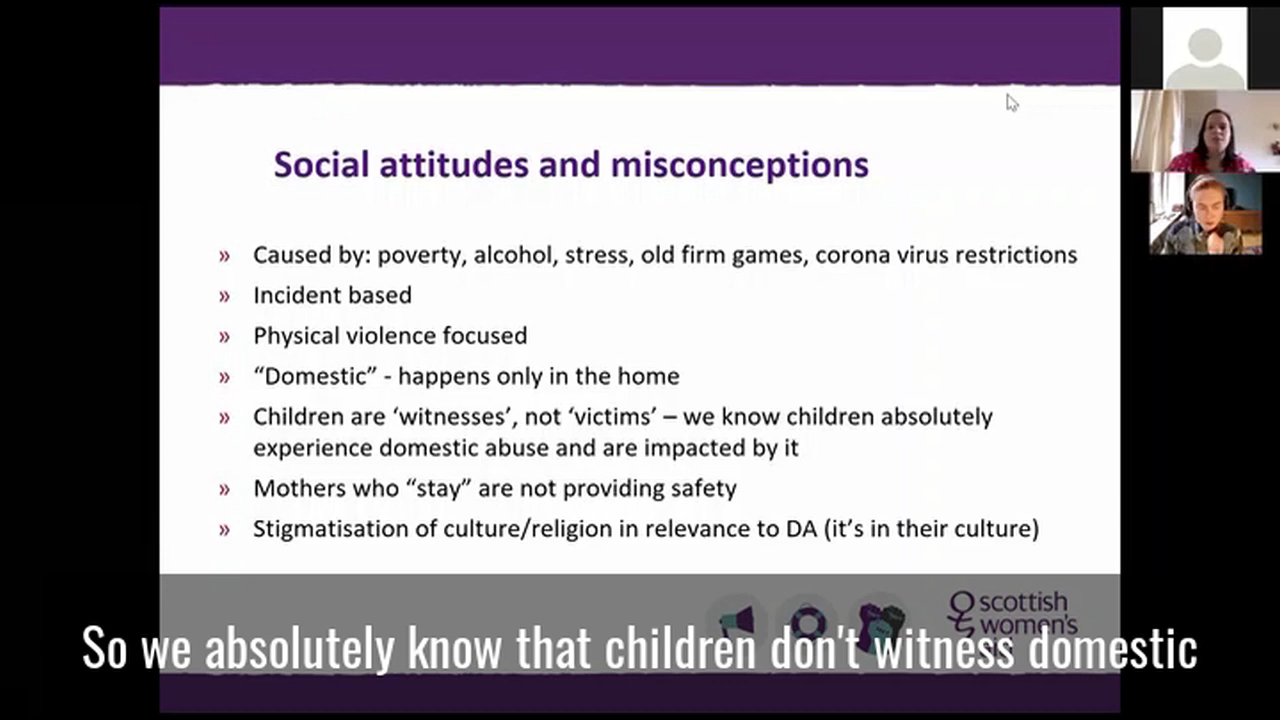 Social attitudes and misconceptions
» Caused by: poverty, alcohol, stress, old firm games, corona virus restrictions
» Incident based
» Physical violence focused
» “Domestic” - happens only in the home
» Children are ‘witnesses’, not ‘victims’ – we know children absolutely
experience domestic abuse and are impacted by it
» Mothers who “stay” are not providing safety
» Stigmatisation of culture/religion in relevance to DA (it’s in their culture)
scottish
women's
So we absolutely know that children don't witness domestic